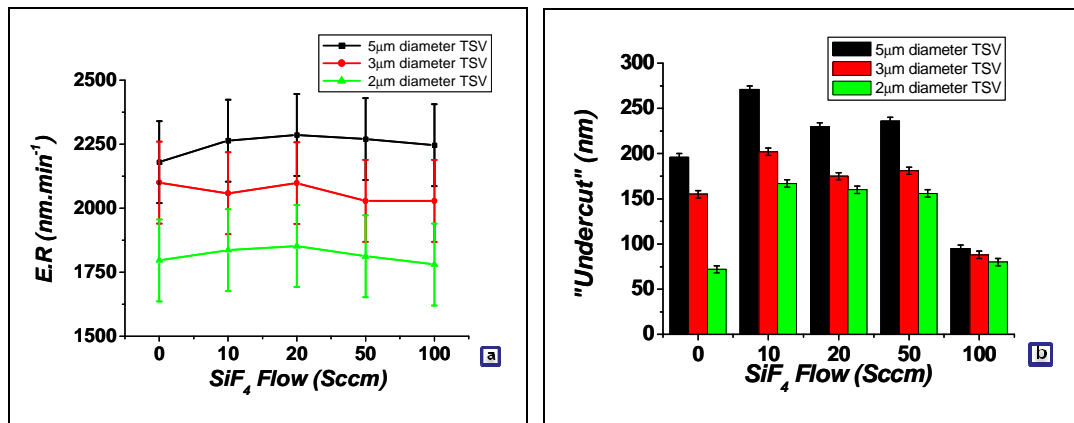 5μm diameter TSV
3μm diameter TSV
2μm diameter TSV
2500
2250
2000
1750
1500
E.R (nm.min⁻¹)
0 10 20 50 100
SiF₄ Flow (Sccm)
a
5μm diameter TSV
3μm diameter TSV
2μm diameter TSV
300
250
200
150
100
50
0
"Undercut" (nm)
0 10 20 50 100
SiF₄ Flow (Sccm)
b